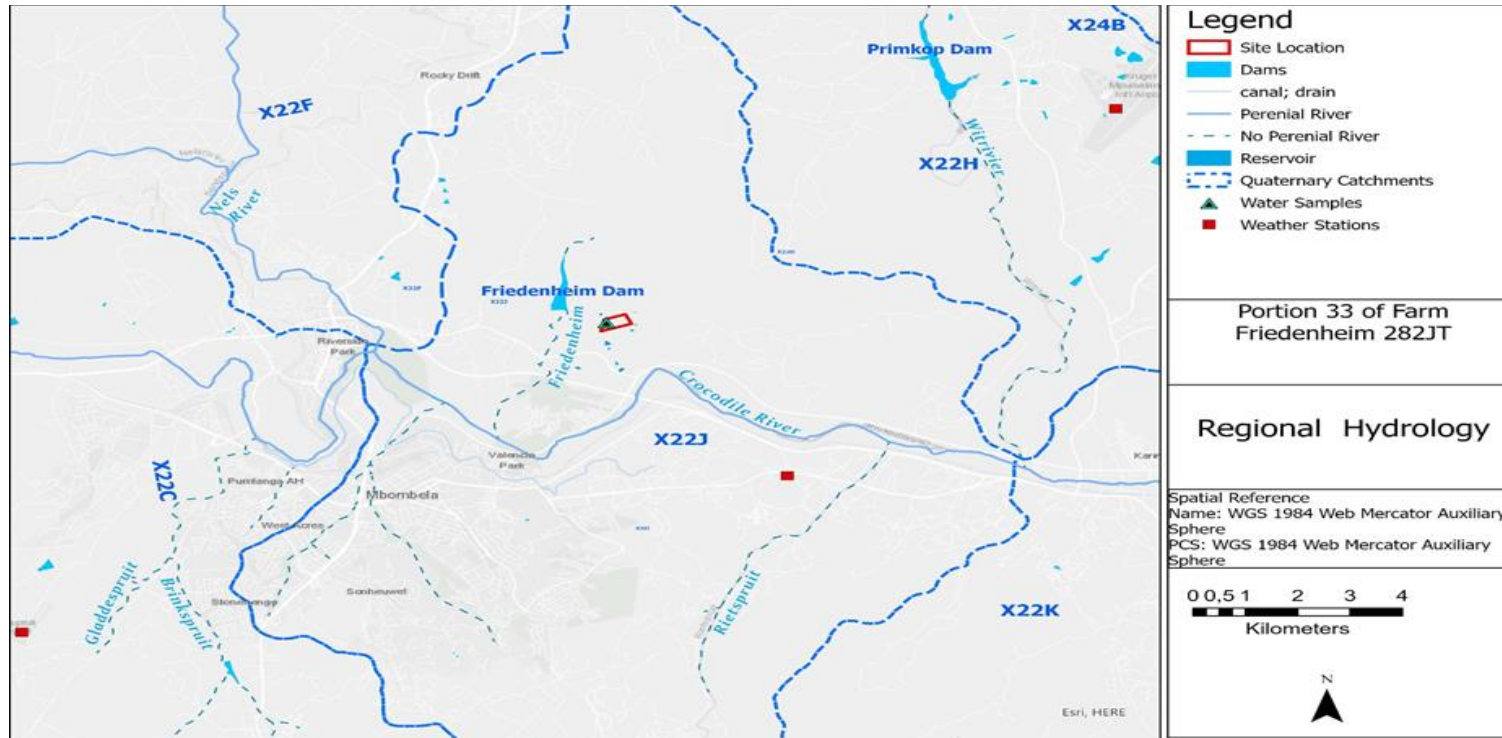 X24B
Primkop Dam
Rocky Drift
X22F
Witrivier
X22H
Nels
River
Friedenheim Dam
X22J
Riverside
Park
Friedenheim
Crocodile River
X22J
Valencia
Park
X22C
Mbombela
West Acres
Stonehenge
Sonheuwel
Gladdespruit
Brinkspruit
Rietspruit
X22K
Esri, HERE
Legend
Site Location
Dams
canal; drain
Perenial River
No Perenial River
Reservoir
Quaternary Catchments
Water Samples
Weather Stations
Portion 33 of Farm
Friedenheim 282JT
Regional Hydrology
Spatial Reference
Name: WGS 1984 Web Mercator Auxiliary
Sphere
PCS: WGS 1984 Web Mercator Auxiliary
Sphere
0 0,5 1 2 3 4
Kilometers
N